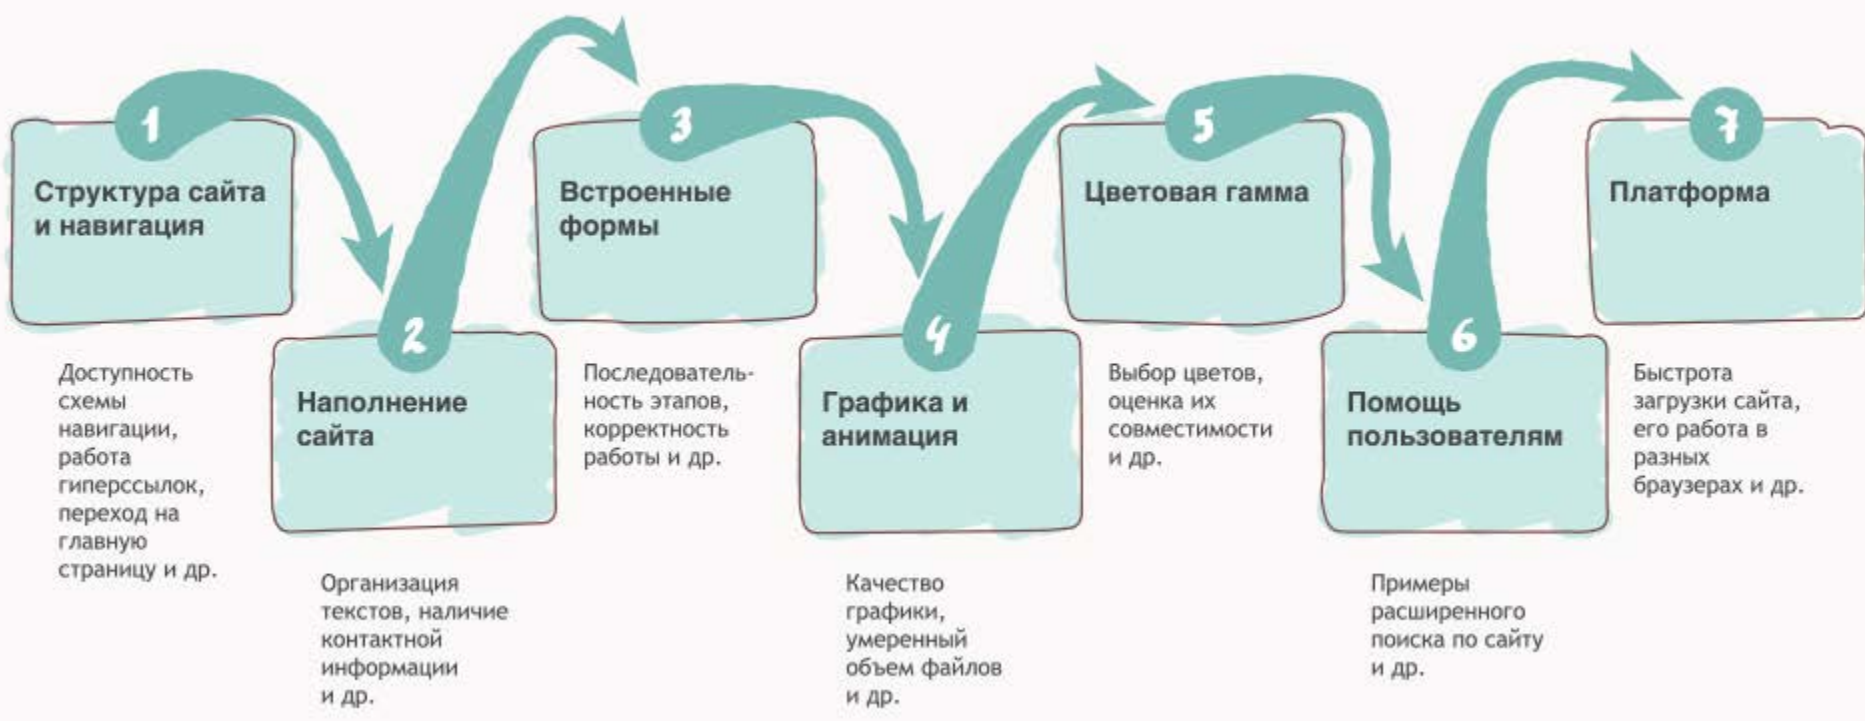 1
Структура сайта
и навигация
Доступность
схемы
навигации,
работа
гиперссылок,
переход на
главную
страницу и др.
2
Наполнение
сайта
Организация
текстов, наличие
контактной
информации
и др.
3
Встроенные
формы
Последователь-
ность этапов,
корректность
работы и др.
4
Графика и
анимация
Качество
графики,
умеренный
объем файлов
и др.
5
Цветовая гамма
Выбор цветов,
оценка их
совместимости
и др.
6
Помощь
пользователям
Примеры
расширенного
поиска по сайту
и др.
7
Платформа
Быстрота
загрузки сайта,
его работа в
разных
браузерах и др.